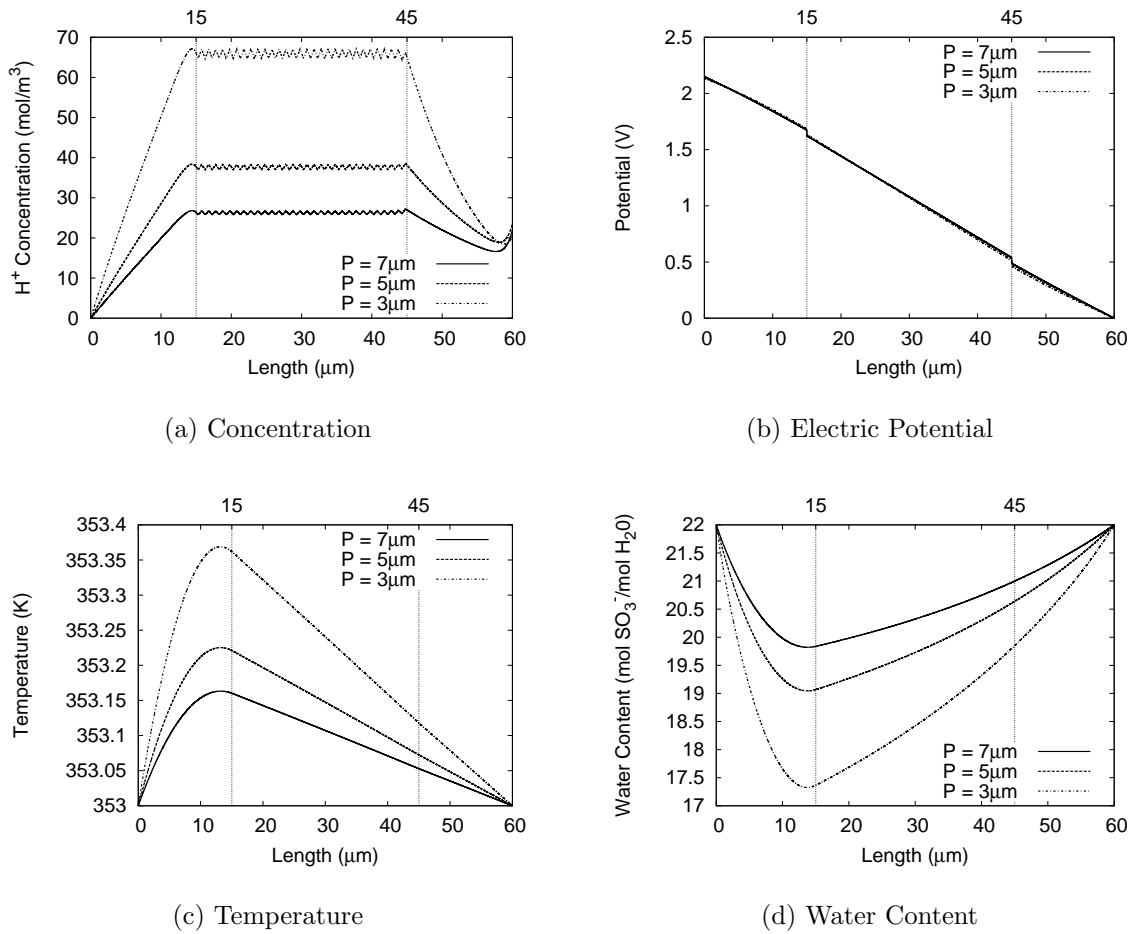 15 45
70
60
50
40
30
20
10
0
H+ Concentration (mol/m3)
P = 7μm
P = 5μm
P = 3μm
0 10 20 30 40 50 60
Length (μm)
(a) Concentration
15 45
2.5
2
1.5
1
0.5
0
Potential (V)
P = 7μm
P = 5μm
P = 3μm
0 10 20 30 40 50 60
Length (μm)
(b) Electric Potential
15 45
353.4
353.35
353.3
353.25
353.2
353.15
353.1
353.05
353
Temperature (K)
P = 7μm
P = 5μm
P = 3μm
0 10 20 30 40 50 60
Length (μm)
(c) Temperature
15 45
22
21.5
21
20.5
20
19.5
19
18.5
18
17.5
17
Water Content (mol SO3-/mol H20)
P = 7μm
P = 5μm
P = 3μm
0 10 20 30 40 50 60
Length (μm)
(d) Water Content